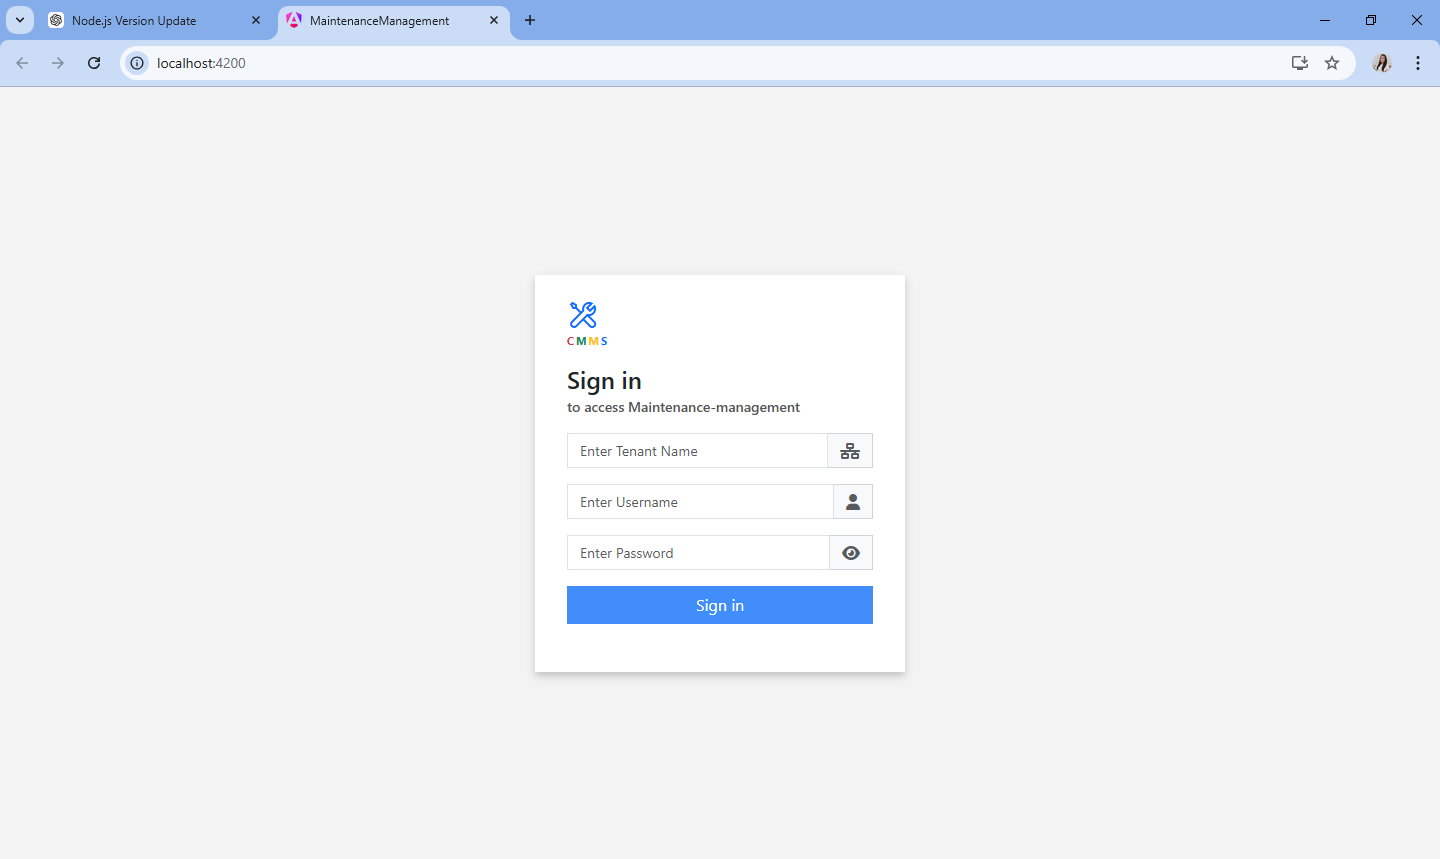 Node.js Version Update
MaintenanceManagement
localhost:4200
CMMS
Sign in
to access Maintenance-management
Enter Tenant Name
Enter Username
Enter Password
Sign in